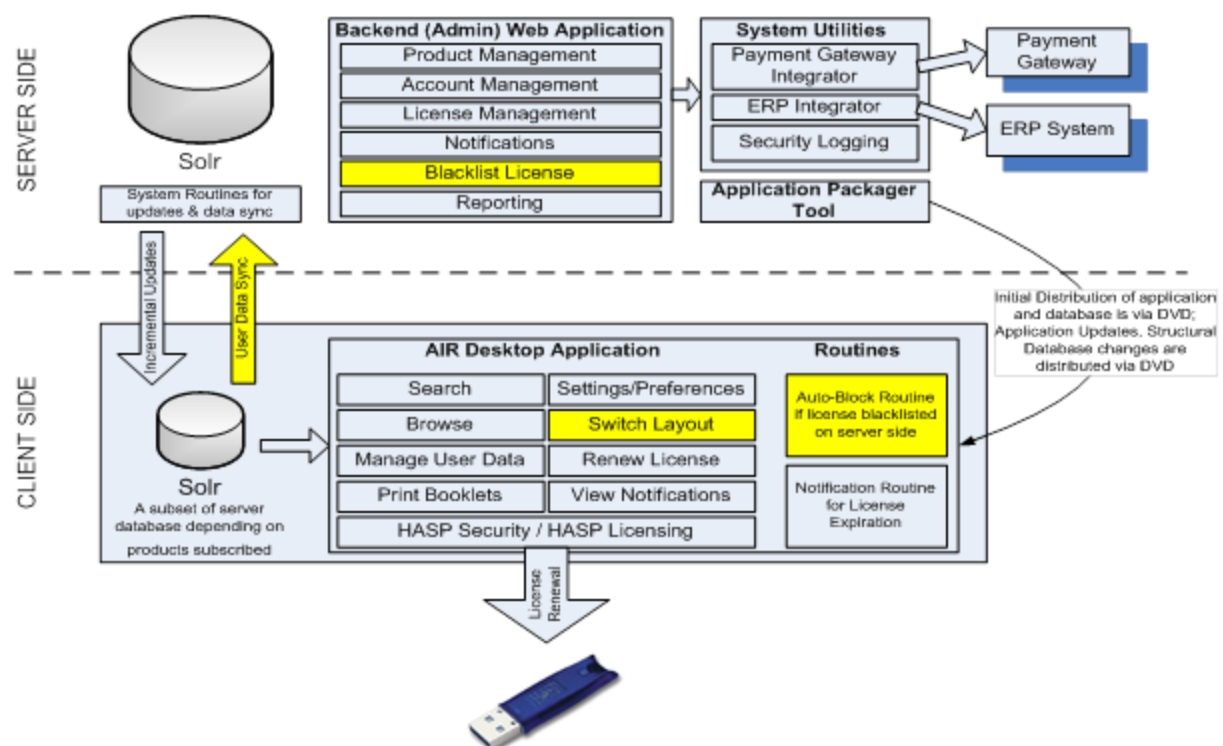 SERVER SIDE
Solr
System Routines for
updates & data sync
Backend (Admin) Web Application
Product Management
Account Management
License Management
Notifications
Blacklist License
Reporting
System Utilities
Payment Gateway
Integrator
ERP Integrator
Security Logging
Application Packager
Tool
Payment
Gateway
ERP System
Incremental Updates
User Data Sync
Initial Distribution of application
and database is via DVD;
Application Updates, Structural
Database changes are
distributed via DVD
CLIENT SIDE
Solr
A subset of server
database depending on
products subscribed
AIR Desktop Application
Search
Settings/Preferences
Browse
Switch Layout
Manage User Data
Renew License
Print Booklets
View Notifications
HASP Security / HASP Licensing
Routines
Auto-Block Routine
if license blacklisted
on server side
Notification Routine
for License
Expiration
License
Renewal